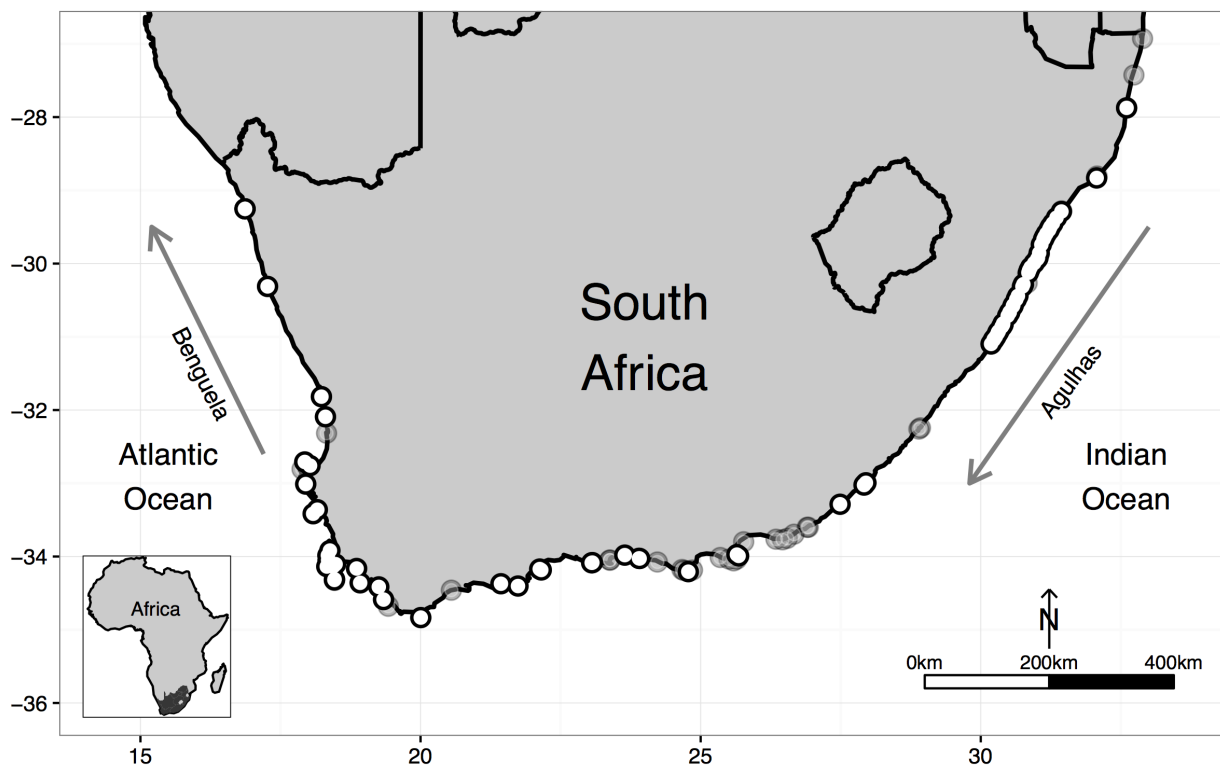 −28
−30
−32
−34
−36
South
Africa
Benguela
Agulhas
Atlantic
Ocean
Indian
Ocean
Africa
N
0km 200km 400km
15 20 25 30